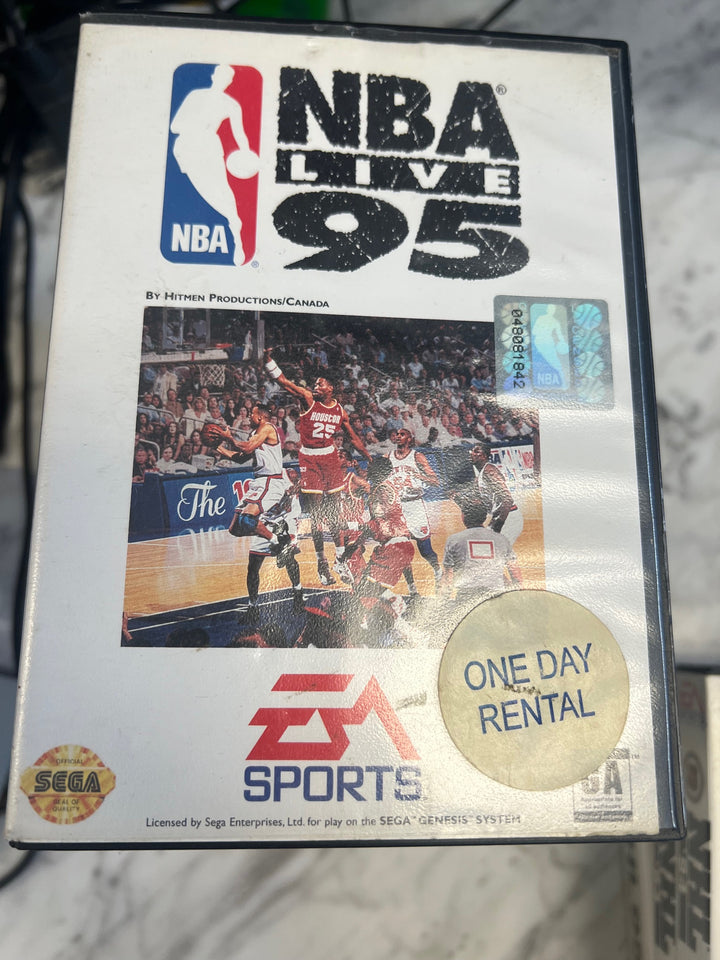 NBA
LIVE
95
NBA
By Hitmen Productions/Canada
048081842
NBA
HOUSTON
25
The
ONE DAY
RENTAL
EA
SPORTS
OFFICIAL
SEGA
SEAL OF
QUALITY
Licensed by Sega Enterprises, Ltd. for play on the SEGA™ GENESIS™ SYSTEM